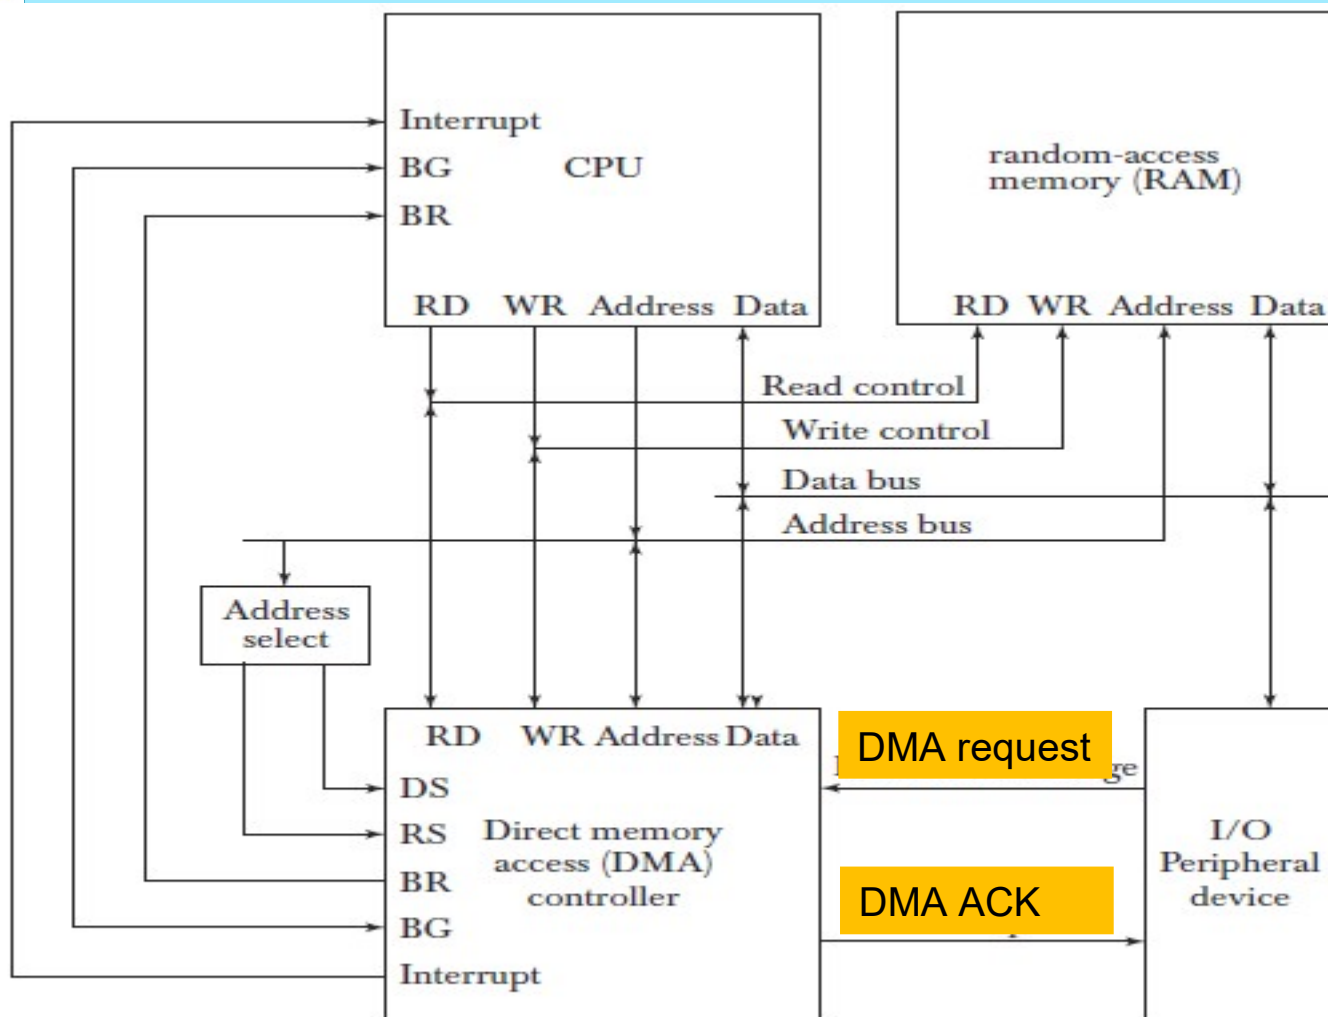 Interrupt
BG
CPU
BR
RD WR Address Data
random-access
memory (RAM)
RD WR Address Data
Read control
Write control
Data bus
Address bus
Address
select
RD WR Address Data
DS
RS
BR
BG
Interrupt
Direct memory
access (DMA)
controller
DMA request
DMA ACK
I/O
Peripheral
device